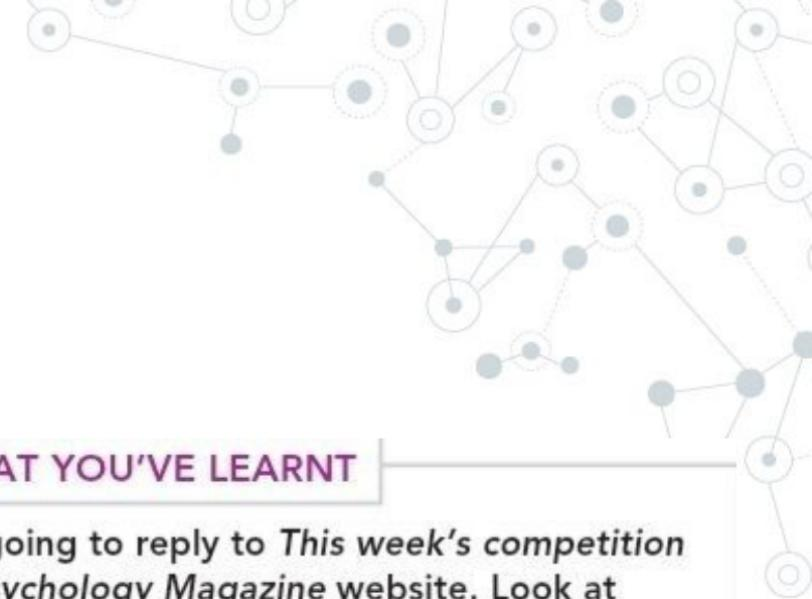 AT YOU'VE LEARNT
going to reply to This week's competition
ychology Magazine website. Look at